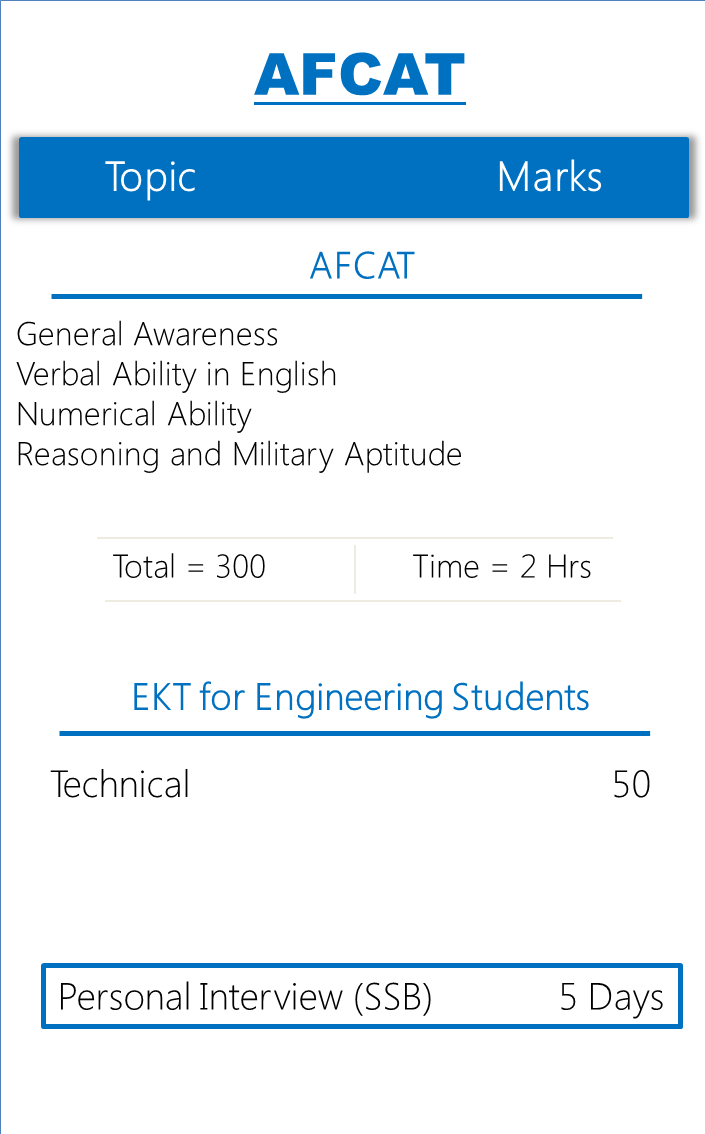 AFCAT
Topic Marks
AFCAT
General Awareness
Verbal Ability in English
Numerical Ability
Reasoning and Military Aptitude
Total = 300 Time = 2 Hrs
EKT for Engineering Students
Technical 50
Personal Interview (SSB) 5 Days